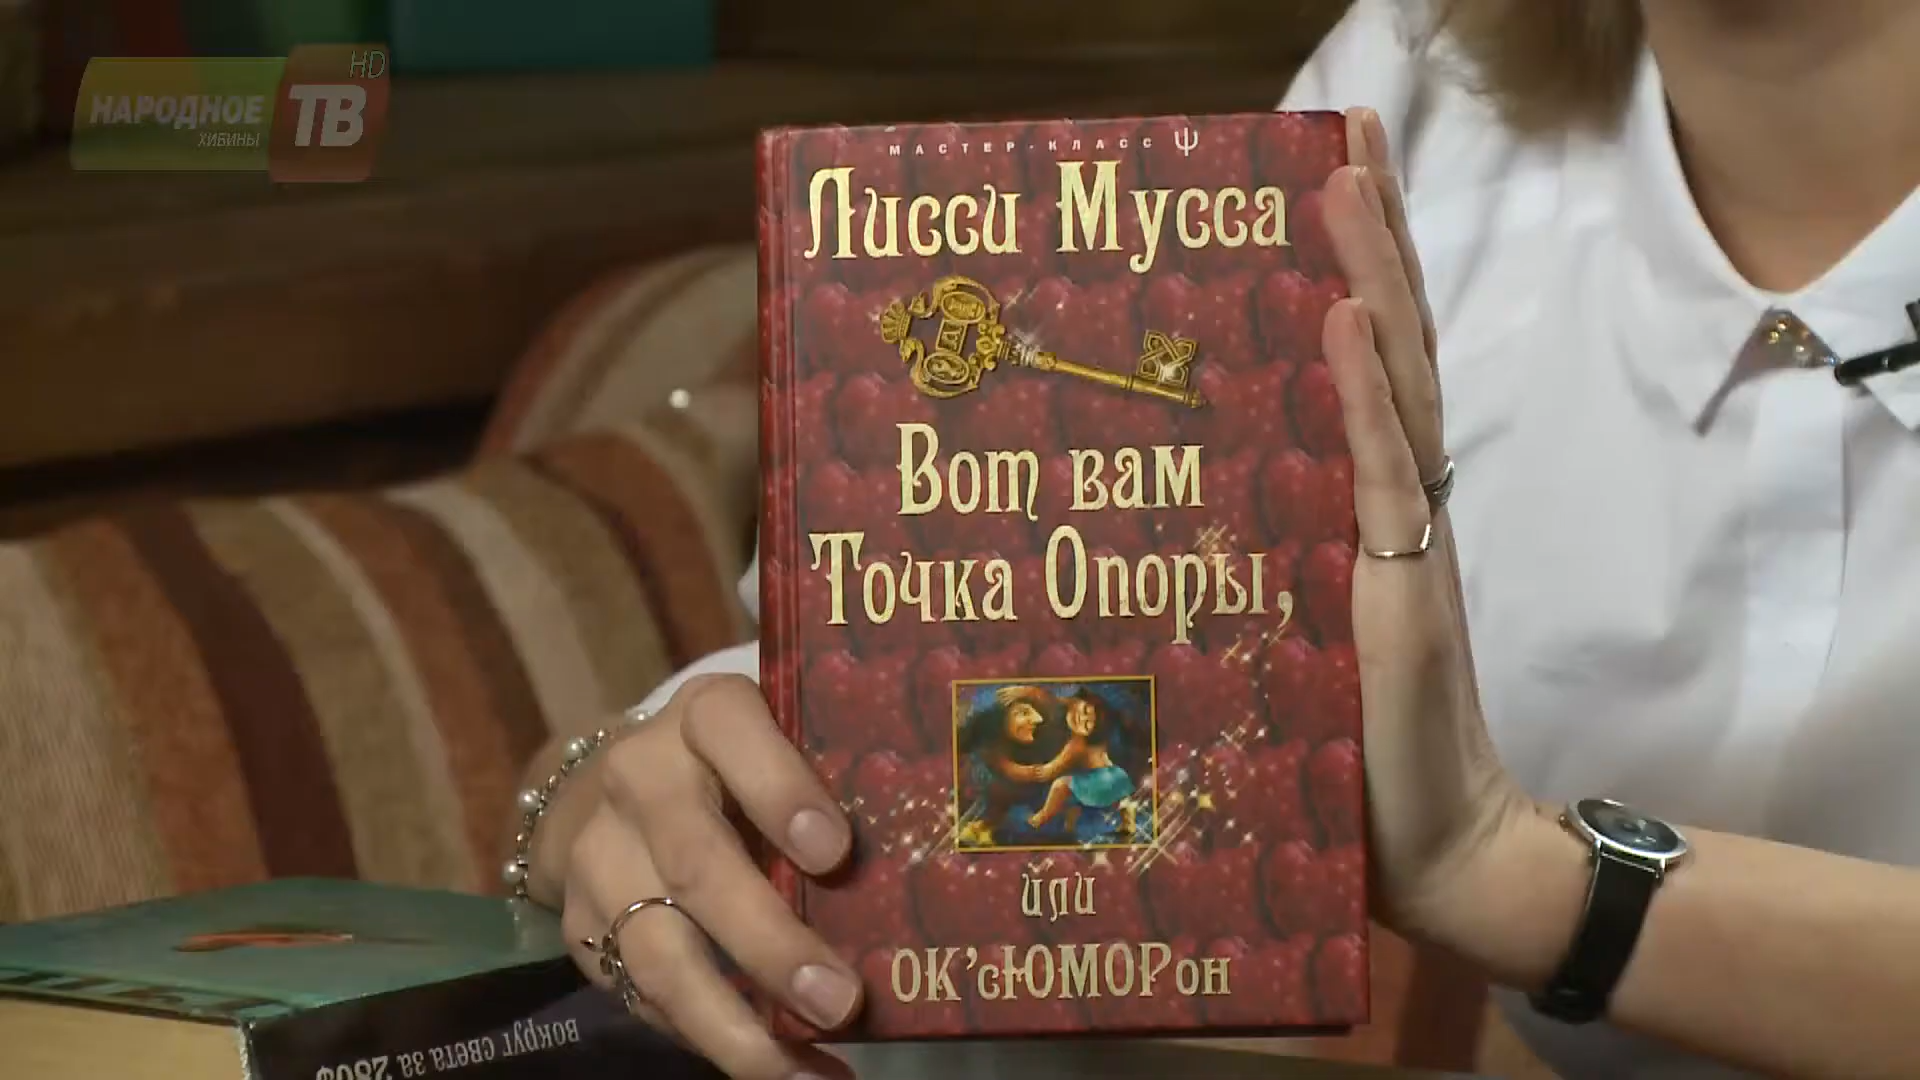 НАРОДНОЕ
ХИБИНЫ
ТВ
HD
МАСТЕР-КЛАСС Ψ
Лисси Мусса
Вот вам
Точка Опоры,
или
ОК’сЮМОРон
вокруг света за 280$